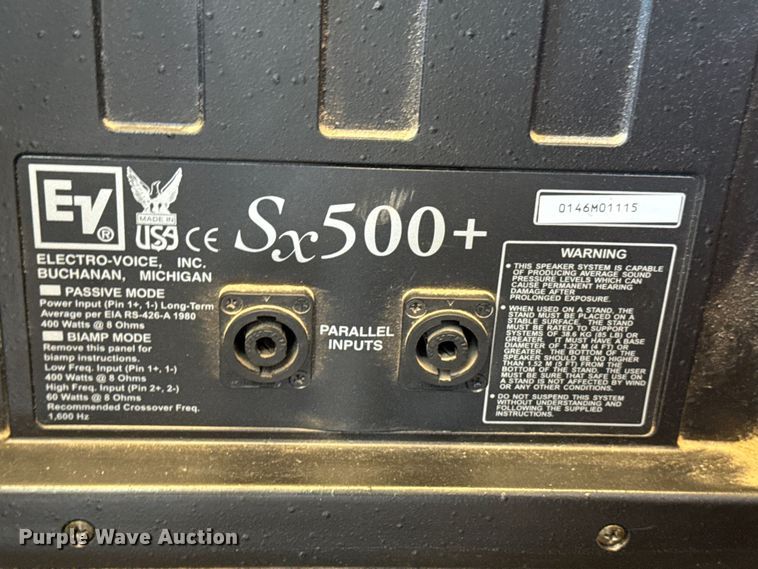 EV®
MADE IN
USA
CE
Sx500+
0146M01115
ELECTRO-VOICE, INC.
BUCHANAN, MICHIGAN
PASSIVE MODE
Power Input (Pin 1+, 1-) Long-Term
Average per EIA RS-426-A 1980
400 Watts @ 8 Ohms
BIAMP MODE
Remove this panel for
biamp instructions.
Low Freq. Input (Pin 1+, 1-)
400 Watts @ 8 Ohms
High Freq. Input (Pin 2+, 2-)
60 Watts @ 8 Ohms
Recommended Crossover Freq.
1,600 Hz
PARALLEL
INPUTS
WARNING
• THIS SPEAKER SYSTEM IS CAPABLE
OF PRODUCING AVERAGE SOUND
PRESSURE LEVELS WHICH CAN
CAUSE PERMANENT HEARING
DAMAGE AFTER
PROLONGED EXPOSURE.
• WHEN USED ON A STAND, THE
STAND MUST BE PLACED ON A
STABLE SURFACE. THE STAND
MUST BE RATED TO SUPPORT
SYSTEMS OF 38.6 KG (85 LB) OR
GREATER. IT MUST HAVE A BASE
DIAMETER OF 1.22 M (4 FT) OR
GREATER. THE BOTTOM OF THE
SPEAKER SHOULD BE NO HIGHER
THAN 1.52 M (5 FT) FROM THE
BOTTOM OF THE STAND. THE USER
MUST BE SURE THAT SAFE USE ON
A STAND IS NOT AFFECTED BY WIND
OR ANY OTHER CONDITIONS.
• DO NOT SUSPEND THIS SYSTEM
WITHOUT UNDERSTANDING AND
FOLLOWING THE SUPPLIED
INSTRUCTIONS.
Purple Wave Auction